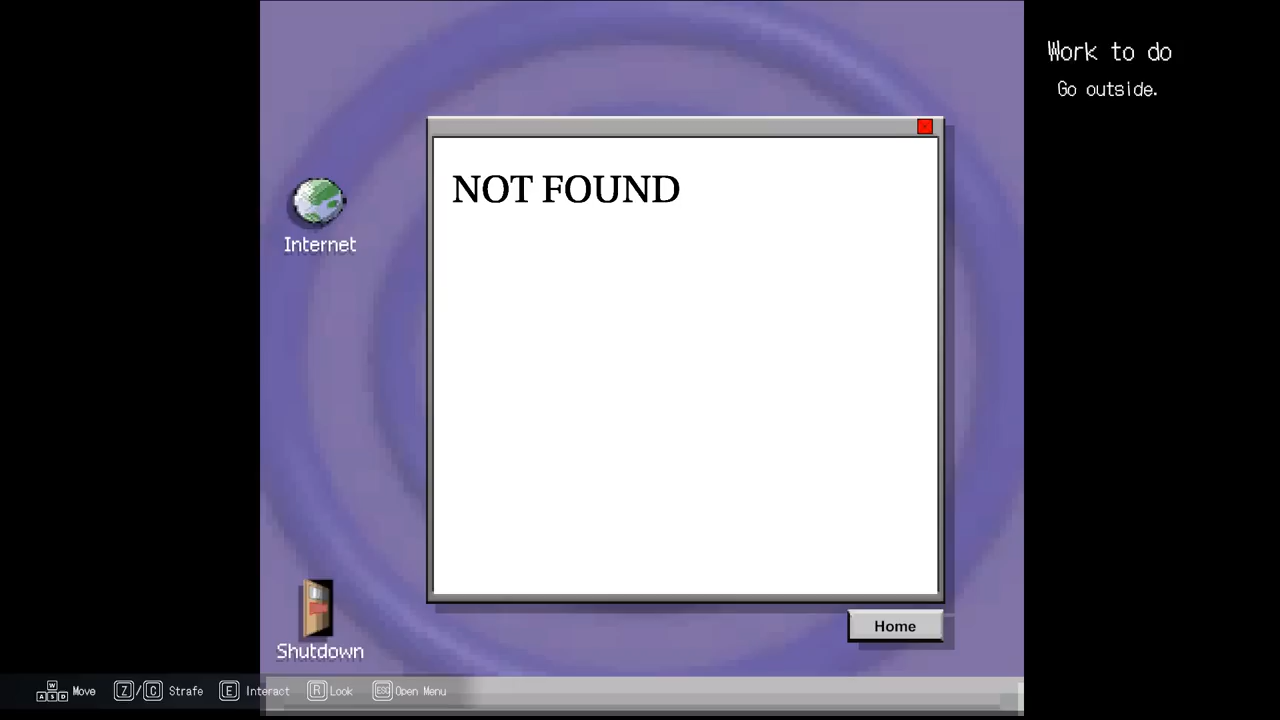 Work to do
Go outside.
NOT FOUND
Internet
Home
Shutdown
W
A S D Move Z / C Strafe E Interact R Look ESC Open Menu